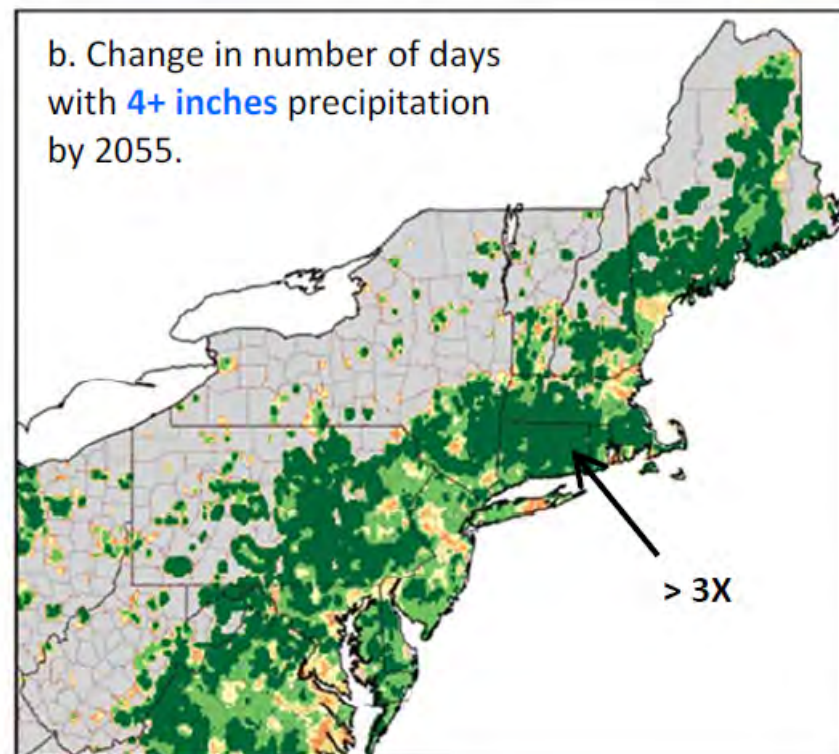 b. Change in number of days
with 4+ inches precipitation
by 2055.
> 3X